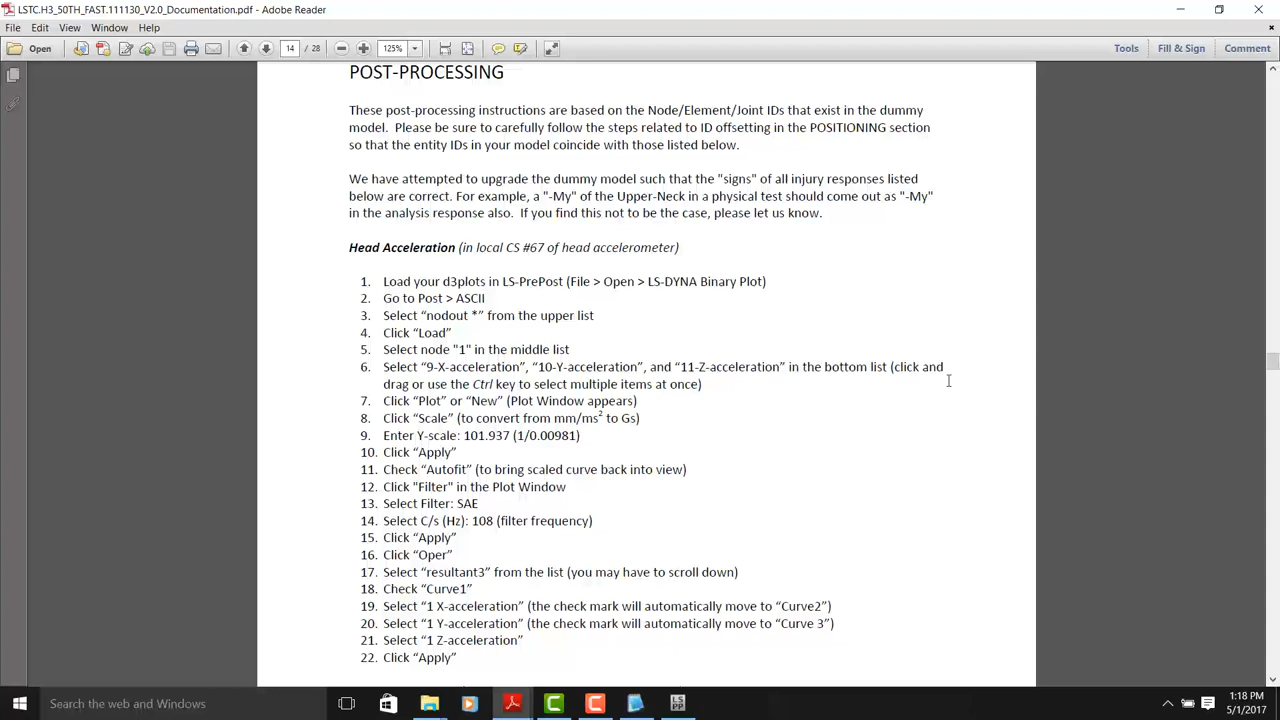 LSTC.H3_50TH_FAST.111130_V2.0_Documentation.pdf - Adobe Reader
File Edit View Window Help
Open 14 / 28 125% Tools Fill & Sign Comment
POST-PROCESSING
These post-processing instructions are based on the Node/Element/Joint IDs that exist in the dummy
model. Please be sure to carefully follow the steps related to ID offsetting in the POSITIONING section
so that the entity IDs in your model coincide with those listed below.
We have attempted to upgrade the dummy model such that the "signs" of all injury responses listed
below are correct. For example, a "-My" of the Upper-Neck in a physical test should come out as "-My"
in the analysis response also. If you find this not to be the case, please let us know.
Head Acceleration (in local CS #67 of head accelerometer)
1. Load your d3plots in LS-PrePost (File > Open > LS-DYNA Binary Plot)
2. Go to Post > ASCII
3. Select “nodout *” from the upper list
4. Click “Load”
5. Select node "1" in the middle list
6. Select “9-X-acceleration”, “10-Y-acceleration”, and “11-Z-acceleration” in the bottom list (click and
drag or use the Ctrl key to select multiple items at once)
7. Click “Plot” or “New” (Plot Window appears)
8. Click “Scale” (to convert from mm/ms² to Gs)
9. Enter Y-scale: 101.937 (1/0.00981)
10. Click “Apply”
11. Check “Autofit” (to bring scaled curve back into view)
12. Click "Filter" in the Plot Window
13. Select Filter: SAE
14. Select C/s (Hz): 108 (filter frequency)
15. Click “Apply”
16. Click “Oper”
17. Select “resultant3” from the list (you may have to scroll down)
18. Check “Curve1”
19. Select “1 X-acceleration” (the check mark will automatically move to “Curve2”)
20. Select “1 Y-acceleration” (the check mark will automatically move to “Curve 3”)
21. Select “1 Z-acceleration”
22. Click “Apply”
Search the web and Windows
LS
PP
1:18 PM
5/1/2017